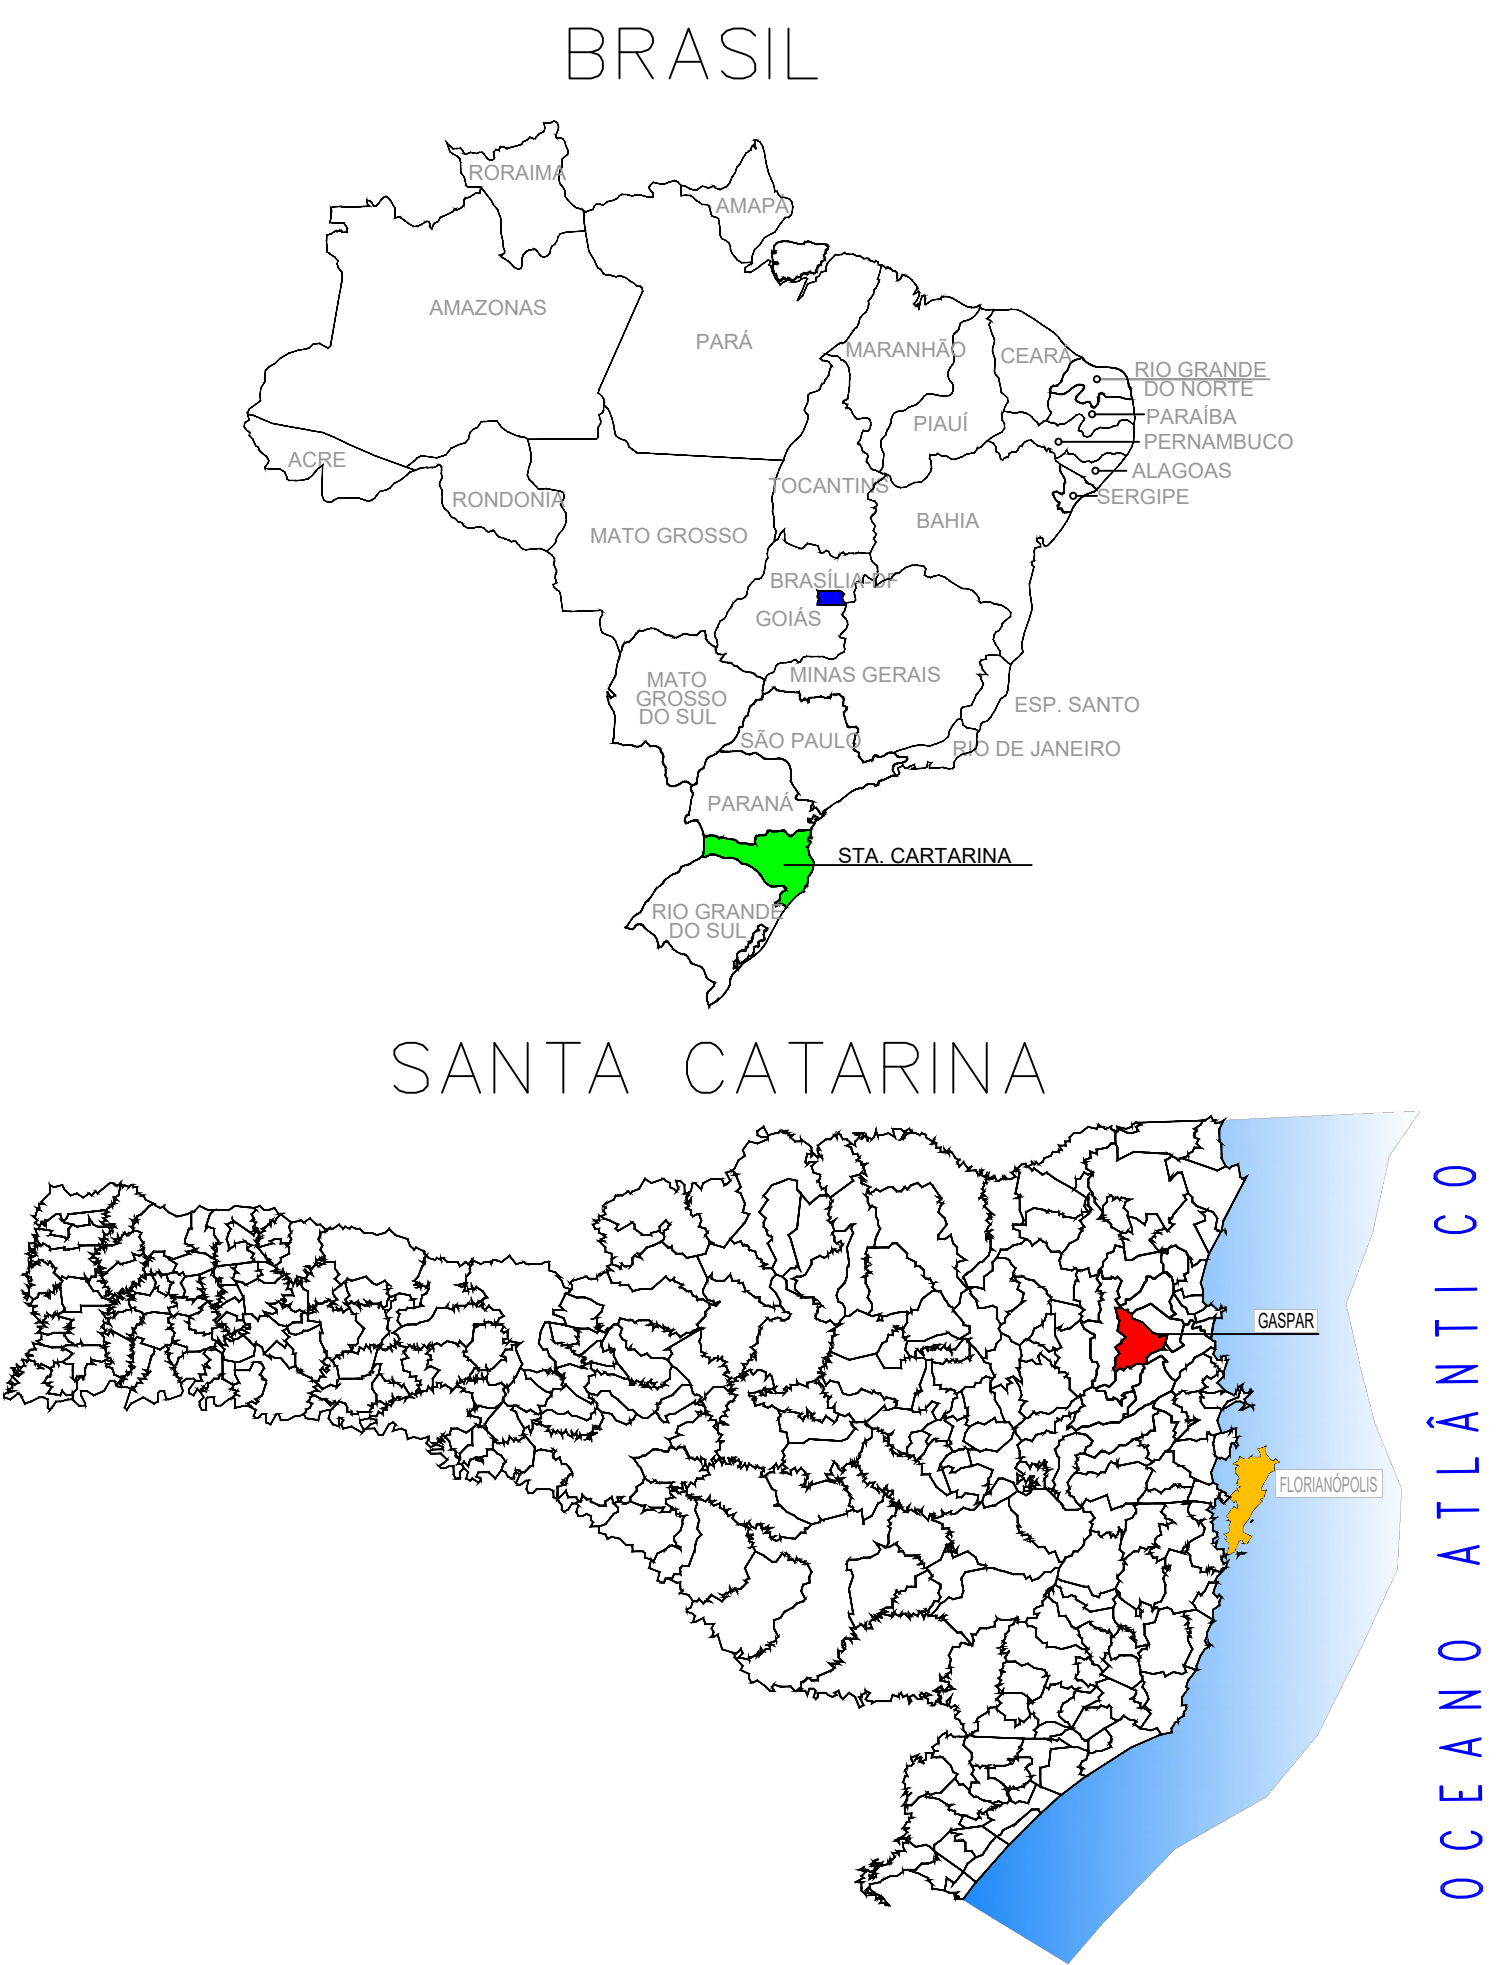 BRASIL
RORAIMA
AMAPÁ
AMAZONAS
PARÁ
MARANHÃO
CEARÁ
RIO GRANDE
DO NORTE
PARAÍBA
PIAUÍ
PERNAMBUCO
ACRE
ALAGOAS
TOCANTINS
SERGIPE
RONDONIA
BAHIA
MATO GROSSO
BRASÍLIA-DF
GOIÁS
MINAS GERAIS
MATO
GROSSO
DO SUL
ESP. SANTO
SÃO PAULO
RIO DE JANEIRO
PARANÁ
STA. CARTARINA
RIO GRANDE
DO SUL
SANTA CATARINA
GASPAR
FLORIANÓPOLIS
OCEANO ATLÂNTICO